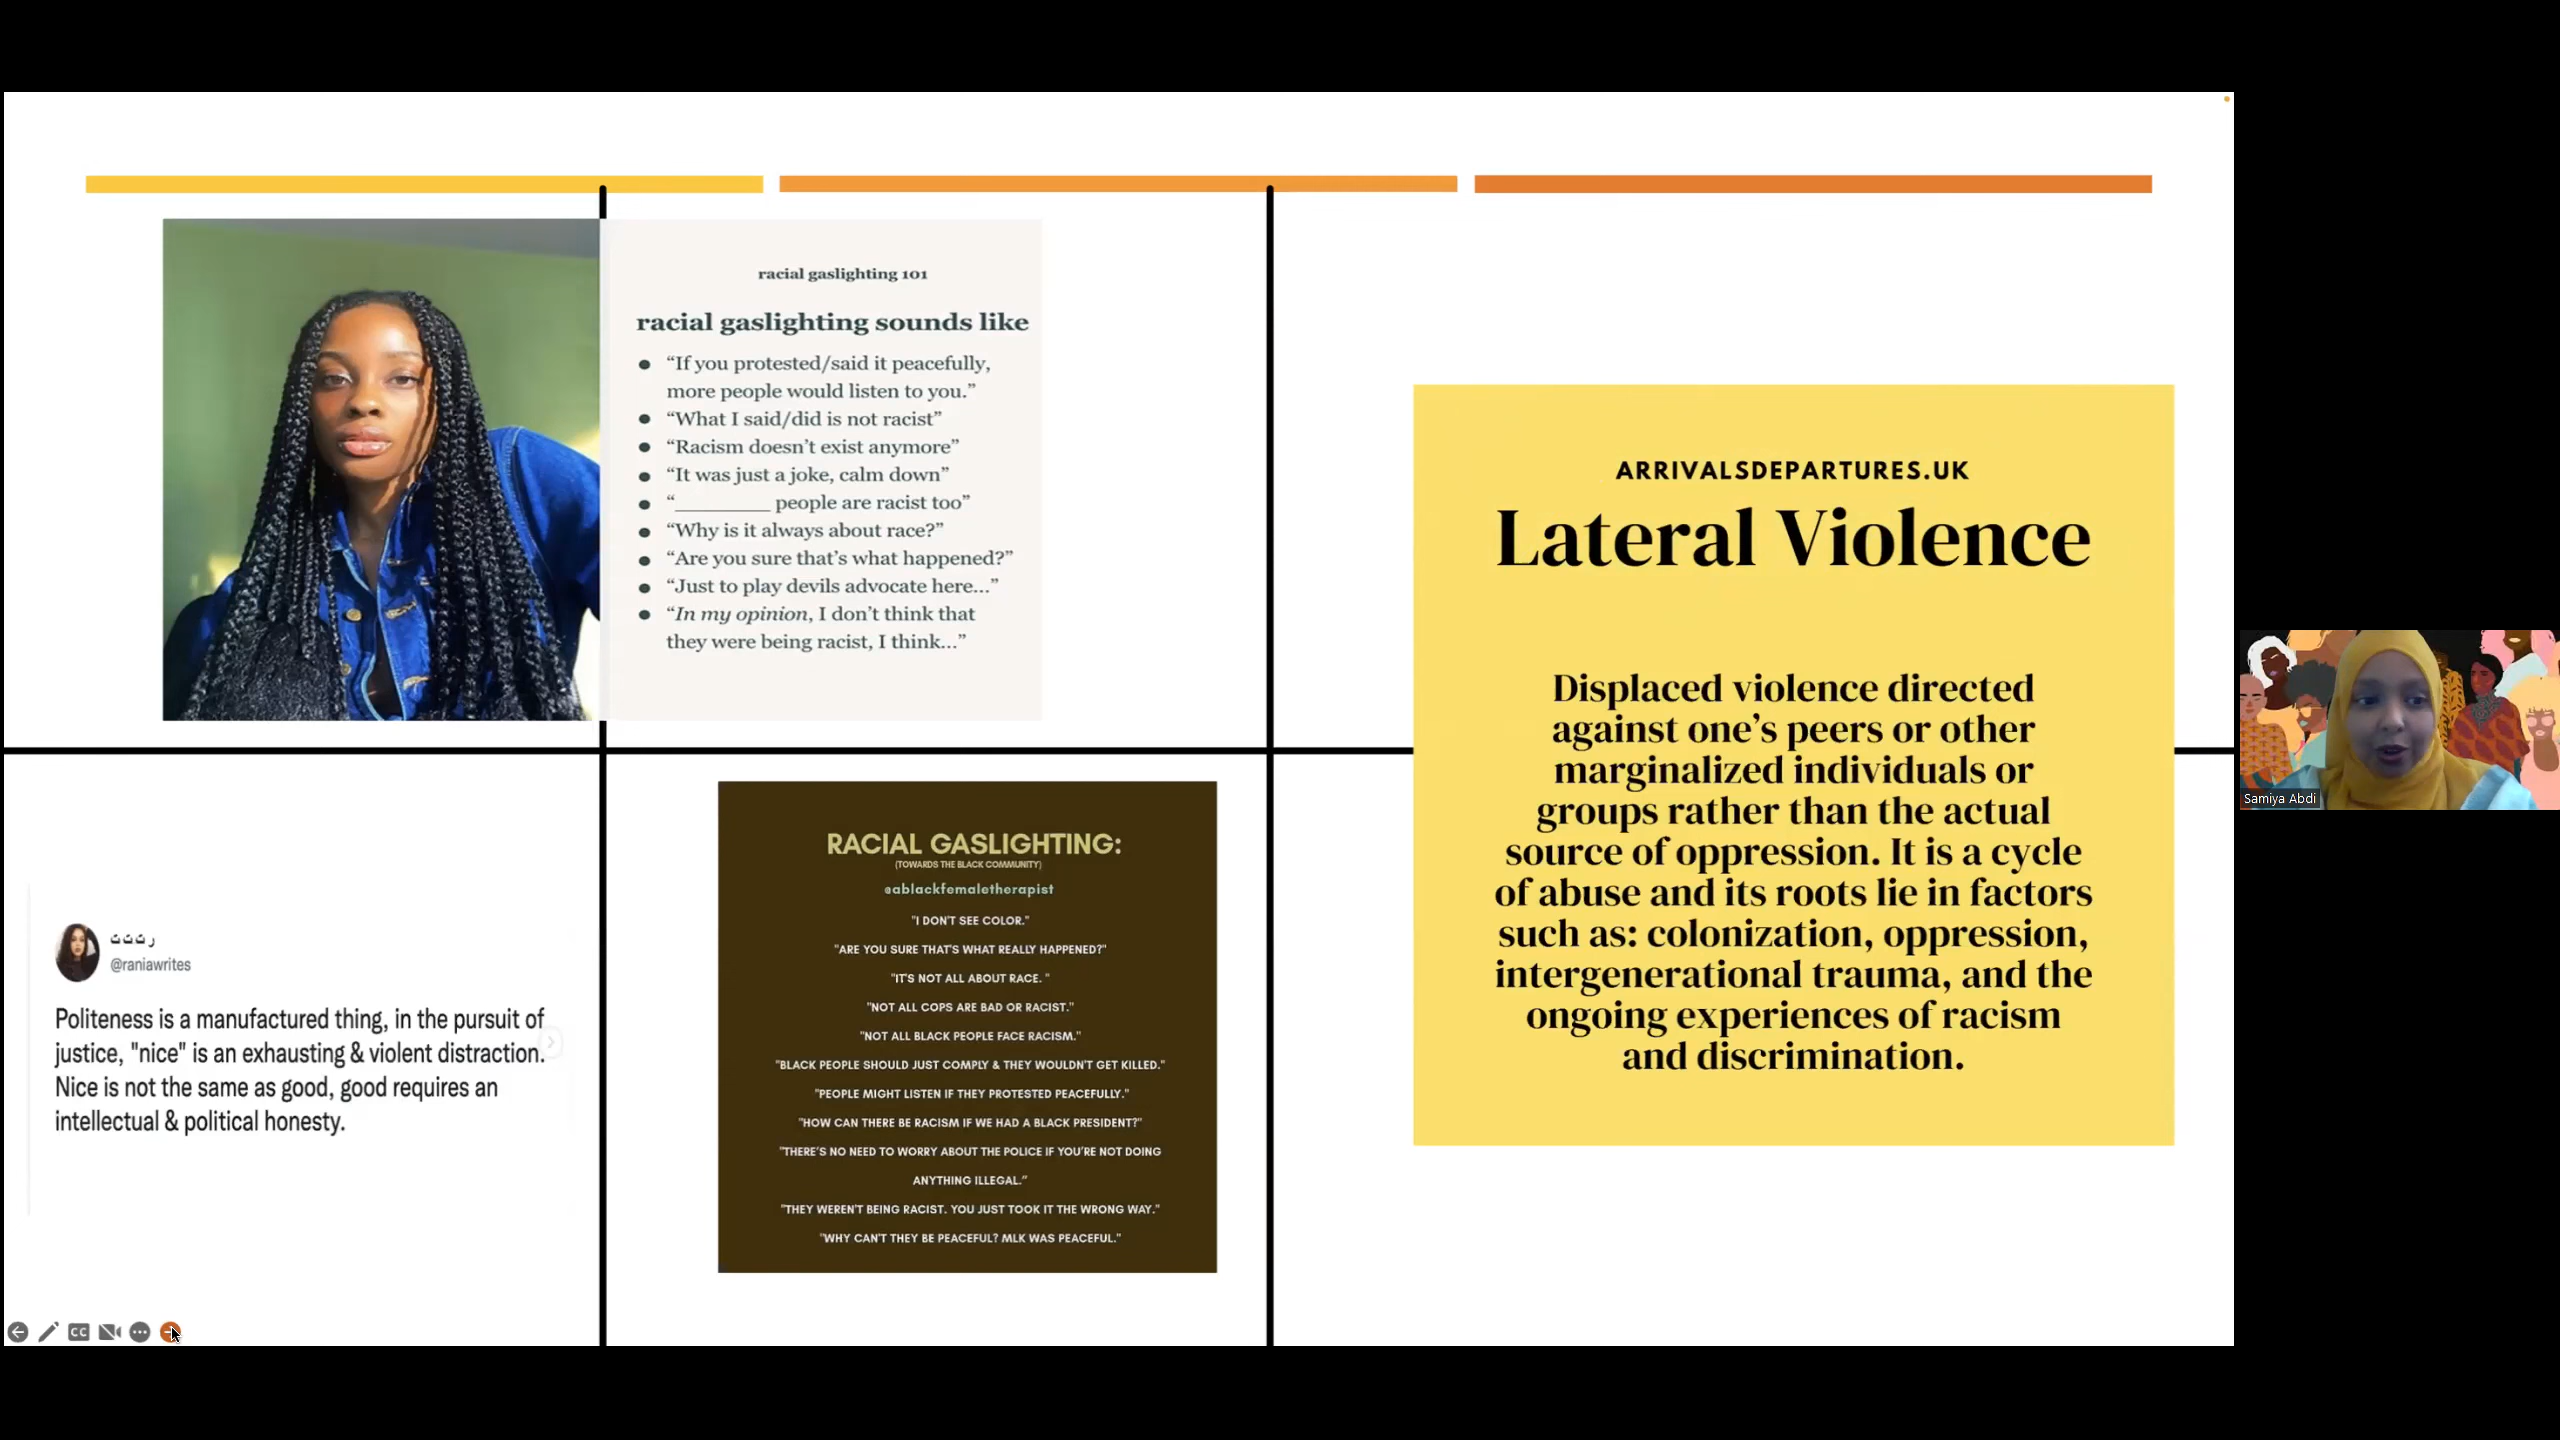 racial gaslighting 101
racial gaslighting sounds like
“If you protested/said it peacefully,
more people would listen to you.”
“What I said/did is not racist”
“Racism doesn’t exist anymore”
“It was just a joke, calm down”
“_________ people are racist too”
“Why is it always about race?”
“Are you sure that’s what happened?”
“Just to play devils advocate here...”
“In my opinion, I don’t think that
they were being racist, I think...”
رتتت
@raniawrites
Politeness is a manufactured thing, in the pursuit of
justice, "nice" is an exhausting & violent distraction.
Nice is not the same as good, good requires an
intellectual & political honesty.
RACIAL GASLIGHTING:
(TOWARDS THE BLACK COMMUNITY)
@ablackfemaletherapist
"I DON'T SEE COLOR."
"ARE YOU SURE THAT'S WHAT REALLY HAPPENED?"
"IT'S NOT ALL ABOUT RACE. "
"NOT ALL COPS ARE BAD OR RACIST."
"NOT ALL BLACK PEOPLE FACE RACISM."
"BLACK PEOPLE SHOULD JUST COMPLY & THEY WOULDN'T GET KILLED."
"PEOPLE MIGHT LISTEN IF THEY PROTESTED PEACEFULLY."
"HOW CAN THERE BE RACISM IF WE HAD A BLACK PRESIDENT?"
"THERE'S NO NEED TO WORRY ABOUT THE POLICE IF YOU'RE NOT DOING
ANYTHING ILLEGAL."
"THEY WEREN'T BEING RACIST. YOU JUST TOOK IT THE WRONG WAY."
"WHY CAN'T THEY BE PEACEFUL? MLK WAS PEACEFUL."
ARRIVALSDEPARTURES.UK
Lateral Violence
Displaced violence directed
against one’s peers or other
marginalized individuals or
groups rather than the actual
source of oppression. It is a cycle
of abuse and its roots lie in factors
such as: colonization, oppression,
intergenerational trauma, and the
ongoing experiences of racism
and discrimination.
CC
Samiya Abdi